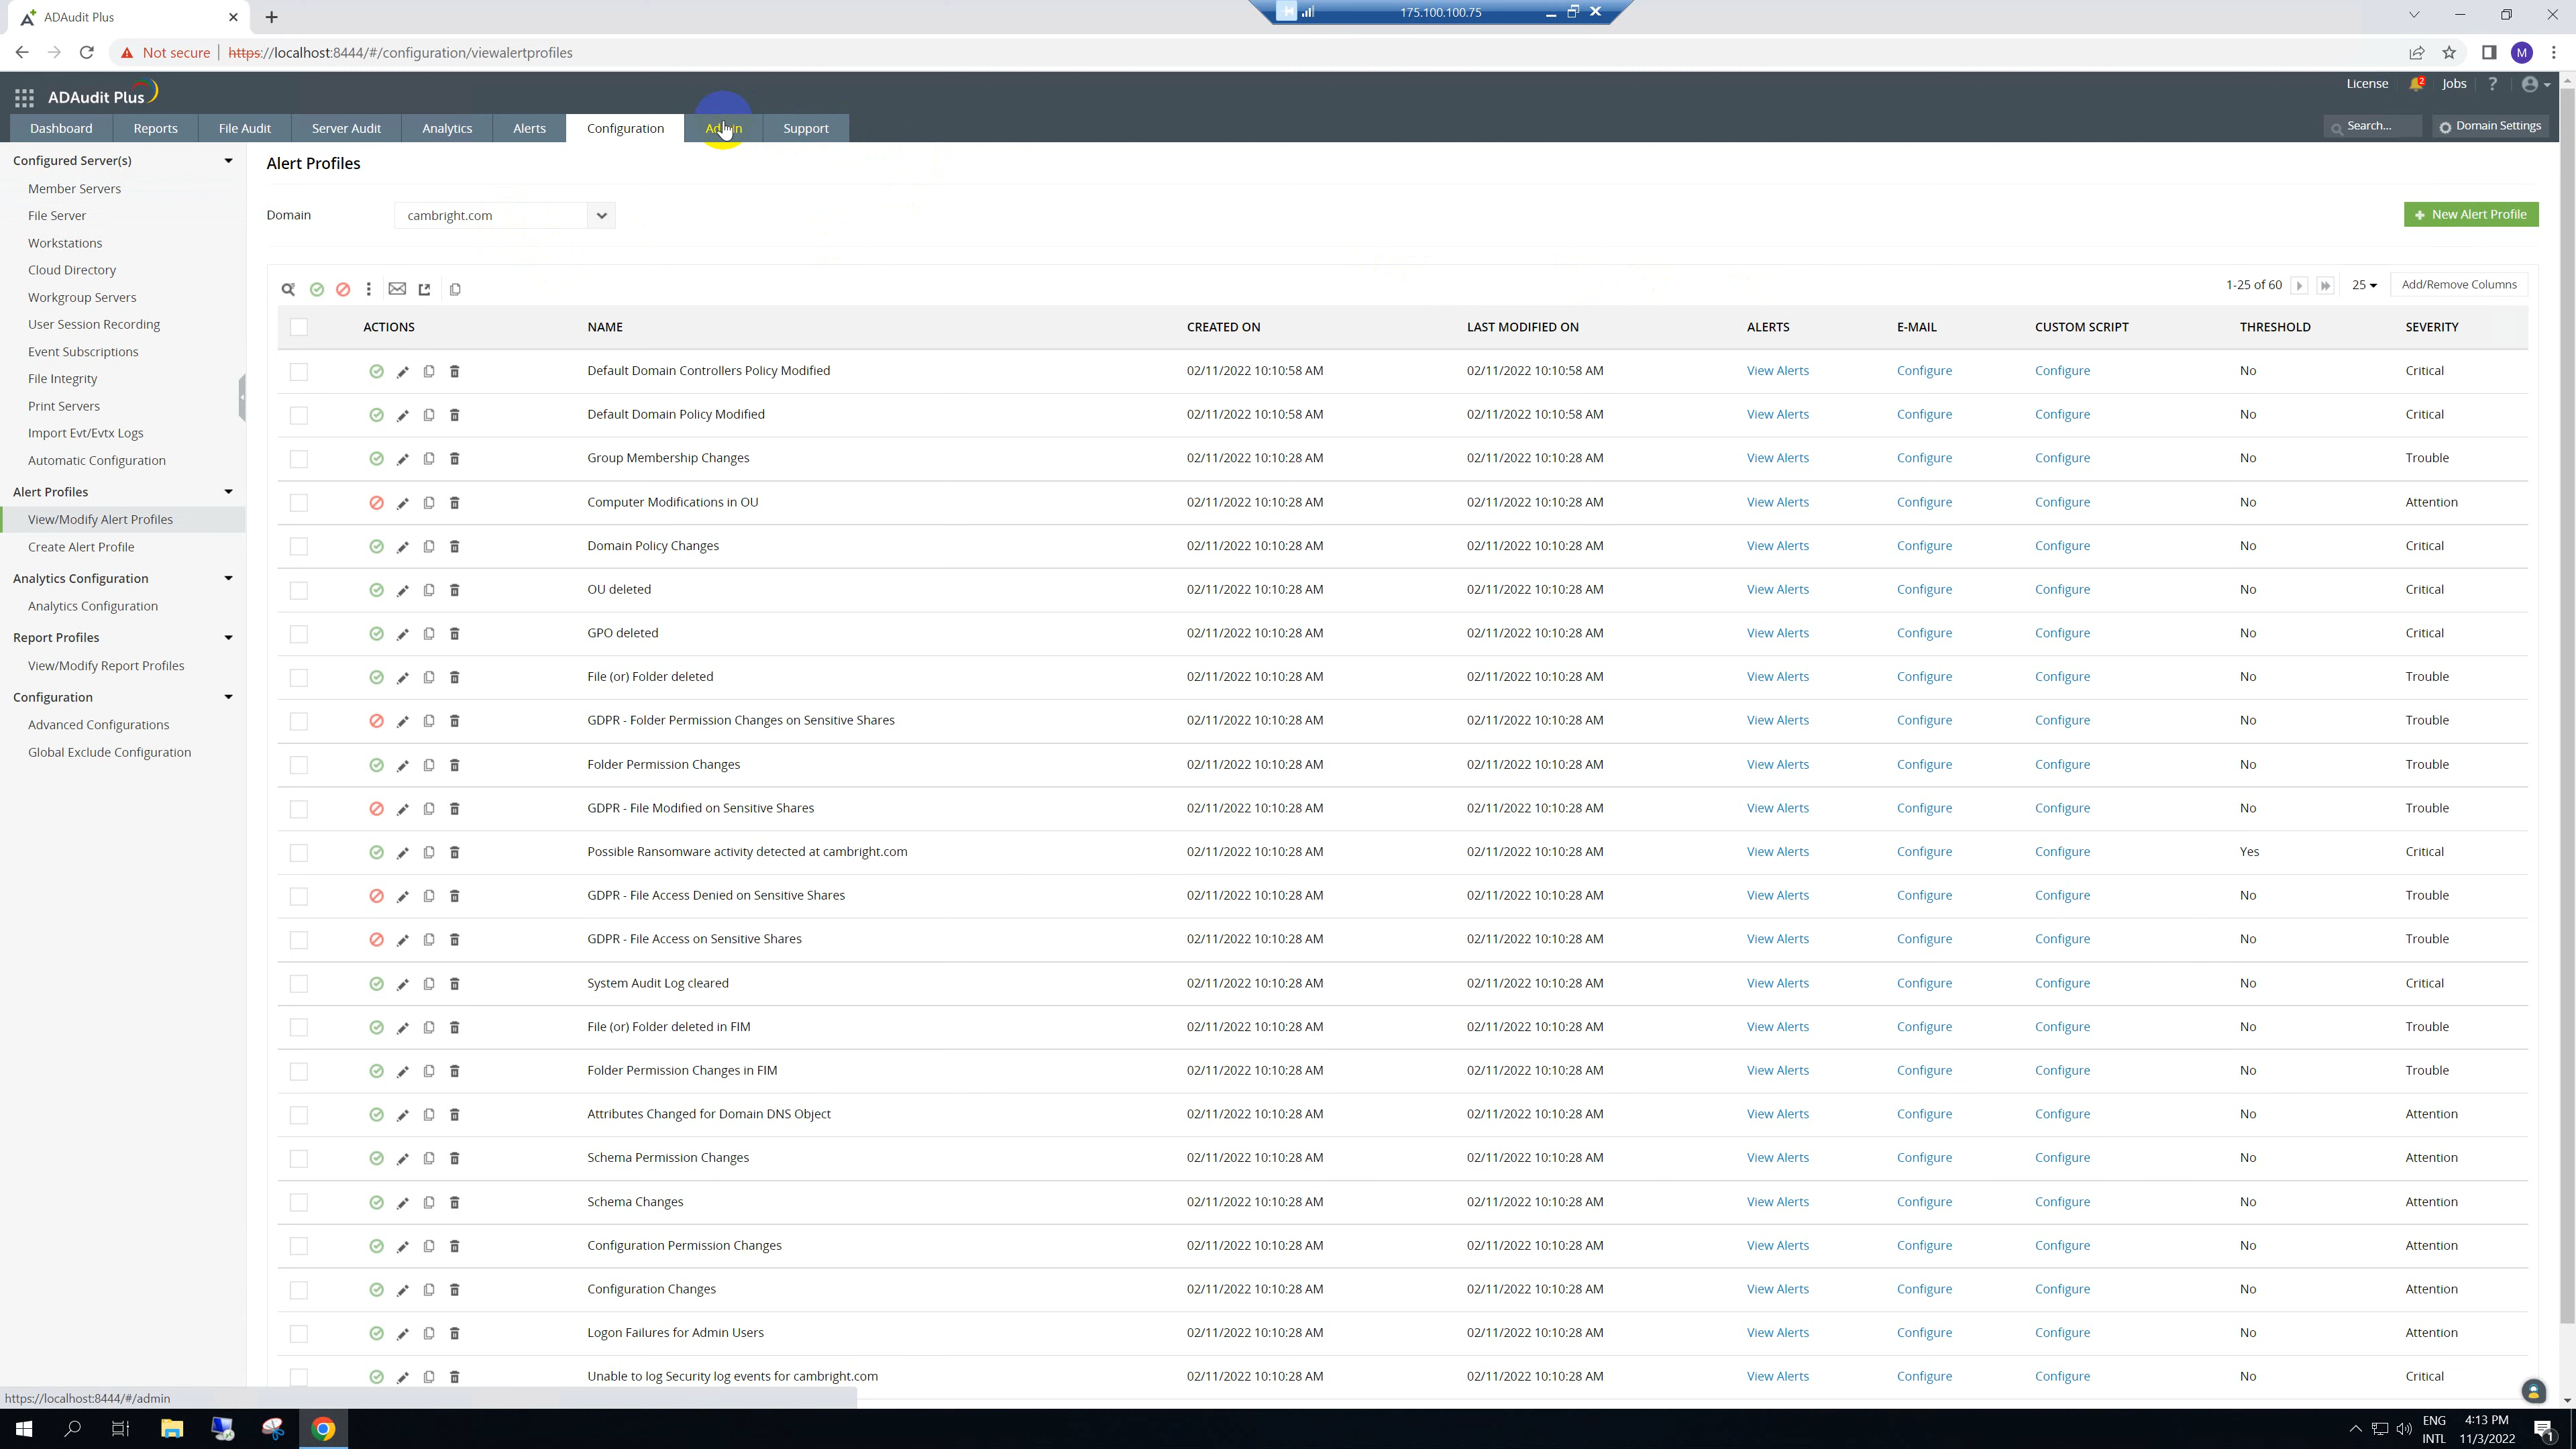 ADAudit Plus
175.100.100.75
Not secure https://localhost:8444/#/configuration/viewalertprofiles
M
ADAudit Plus
License 2 Jobs ?
Dashboard Reports File Audit Server Audit Analytics Alerts Configuration Admin Support
Search... Domain Settings
Configured Server(s)
Member Servers
File Server
Workstations
Cloud Directory
Workgroup Servers
User Session Recording
Event Subscriptions
File Integrity
Print Servers
Import Evt/Evtx Logs
Automatic Configuration
Alert Profiles
View/Modify Alert Profiles
Create Alert Profile
Analytics Configuration
Analytics Configuration
Report Profiles
View/Modify Report Profiles
Configuration
Advanced Configurations
Global Exclude Configuration
Alert Profiles
Domain cambright.com
New Alert Profile
1-25 of 60 25 Add/Remove Columns
ACTIONS NAME CREATED ON LAST MODIFIED ON ALERTS E-MAIL CUSTOM SCRIPT THRESHOLD SEVERITY
Default Domain Controllers Policy Modified 02/11/2022 10:10:58 AM 02/11/2022 10:10:58 AM View Alerts Configure Configure No Critical
Default Domain Policy Modified 02/11/2022 10:10:58 AM 02/11/2022 10:10:58 AM View Alerts Configure Configure No Critical
Group Membership Changes 02/11/2022 10:10:28 AM 02/11/2022 10:10:28 AM View Alerts Configure Configure No Trouble
Computer Modifications in OU 02/11/2022 10:10:28 AM 02/11/2022 10:10:28 AM View Alerts Configure Configure No Attention
Domain Policy Changes 02/11/2022 10:10:28 AM 02/11/2022 10:10:28 AM View Alerts Configure Configure No Critical
OU deleted 02/11/2022 10:10:28 AM 02/11/2022 10:10:28 AM View Alerts Configure Configure No Critical
GPO deleted 02/11/2022 10:10:28 AM 02/11/2022 10:10:28 AM View Alerts Configure Configure No Critical
File (or) Folder deleted 02/11/2022 10:10:28 AM 02/11/2022 10:10:28 AM View Alerts Configure Configure No Trouble
GDPR - Folder Permission Changes on Sensitive Shares 02/11/2022 10:10:28 AM 02/11/2022 10:10:28 AM View Alerts Configure Configure No Trouble
Folder Permission Changes 02/11/2022 10:10:28 AM 02/11/2022 10:10:28 AM View Alerts Configure Configure No Trouble
GDPR - File Modified on Sensitive Shares 02/11/2022 10:10:28 AM 02/11/2022 10:10:28 AM View Alerts Configure Configure No Trouble
Possible Ransomware activity detected at cambright.com 02/11/2022 10:10:28 AM 02/11/2022 10:10:28 AM View Alerts Configure Configure Yes Critical
GDPR - File Access Denied on Sensitive Shares 02/11/2022 10:10:28 AM 02/11/2022 10:10:28 AM View Alerts Configure Configure No Trouble
GDPR - File Access on Sensitive Shares 02/11/2022 10:10:28 AM 02/11/2022 10:10:28 AM View Alerts Configure Configure No Trouble
System Audit Log cleared 02/11/2022 10:10:28 AM 02/11/2022 10:10:28 AM View Alerts Configure Configure No Critical
File (or) Folder deleted in FIM 02/11/2022 10:10:28 AM 02/11/2022 10:10:28 AM View Alerts Configure Configure No Trouble
Folder Permission Changes in FIM 02/11/2022 10:10:28 AM 02/11/2022 10:10:28 AM View Alerts Configure Configure No Trouble
Attributes Changed for Domain DNS Object 02/11/2022 10:10:28 AM 02/11/2022 10:10:28 AM View Alerts Configure Configure No Attention
Schema Permission Changes 02/11/2022 10:10:28 AM 02/11/2022 10:10:28 AM View Alerts Configure Configure No Attention
Schema Changes 02/11/2022 10:10:28 AM 02/11/2022 10:10:28 AM View Alerts Configure Configure No Attention
Configuration Permission Changes 02/11/2022 10:10:28 AM 02/11/2022 10:10:28 AM View Alerts Configure Configure No Attention
Configuration Changes 02/11/2022 10:10:28 AM 02/11/2022 10:10:28 AM View Alerts Configure Configure No Attention
Logon Failures for Admin Users 02/11/2022 10:10:28 AM 02/11/2022 10:10:28 AM View Alerts Configure Configure No Attention
Unable to log Security log events for cambright.com 02/11/2022 10:10:28 AM 02/11/2022 10:10:28 AM View Alerts Configure Configure No Critical
https://localhost:8444/#/admin
ENG 4:13 PM
INTL 11/3/2022 1